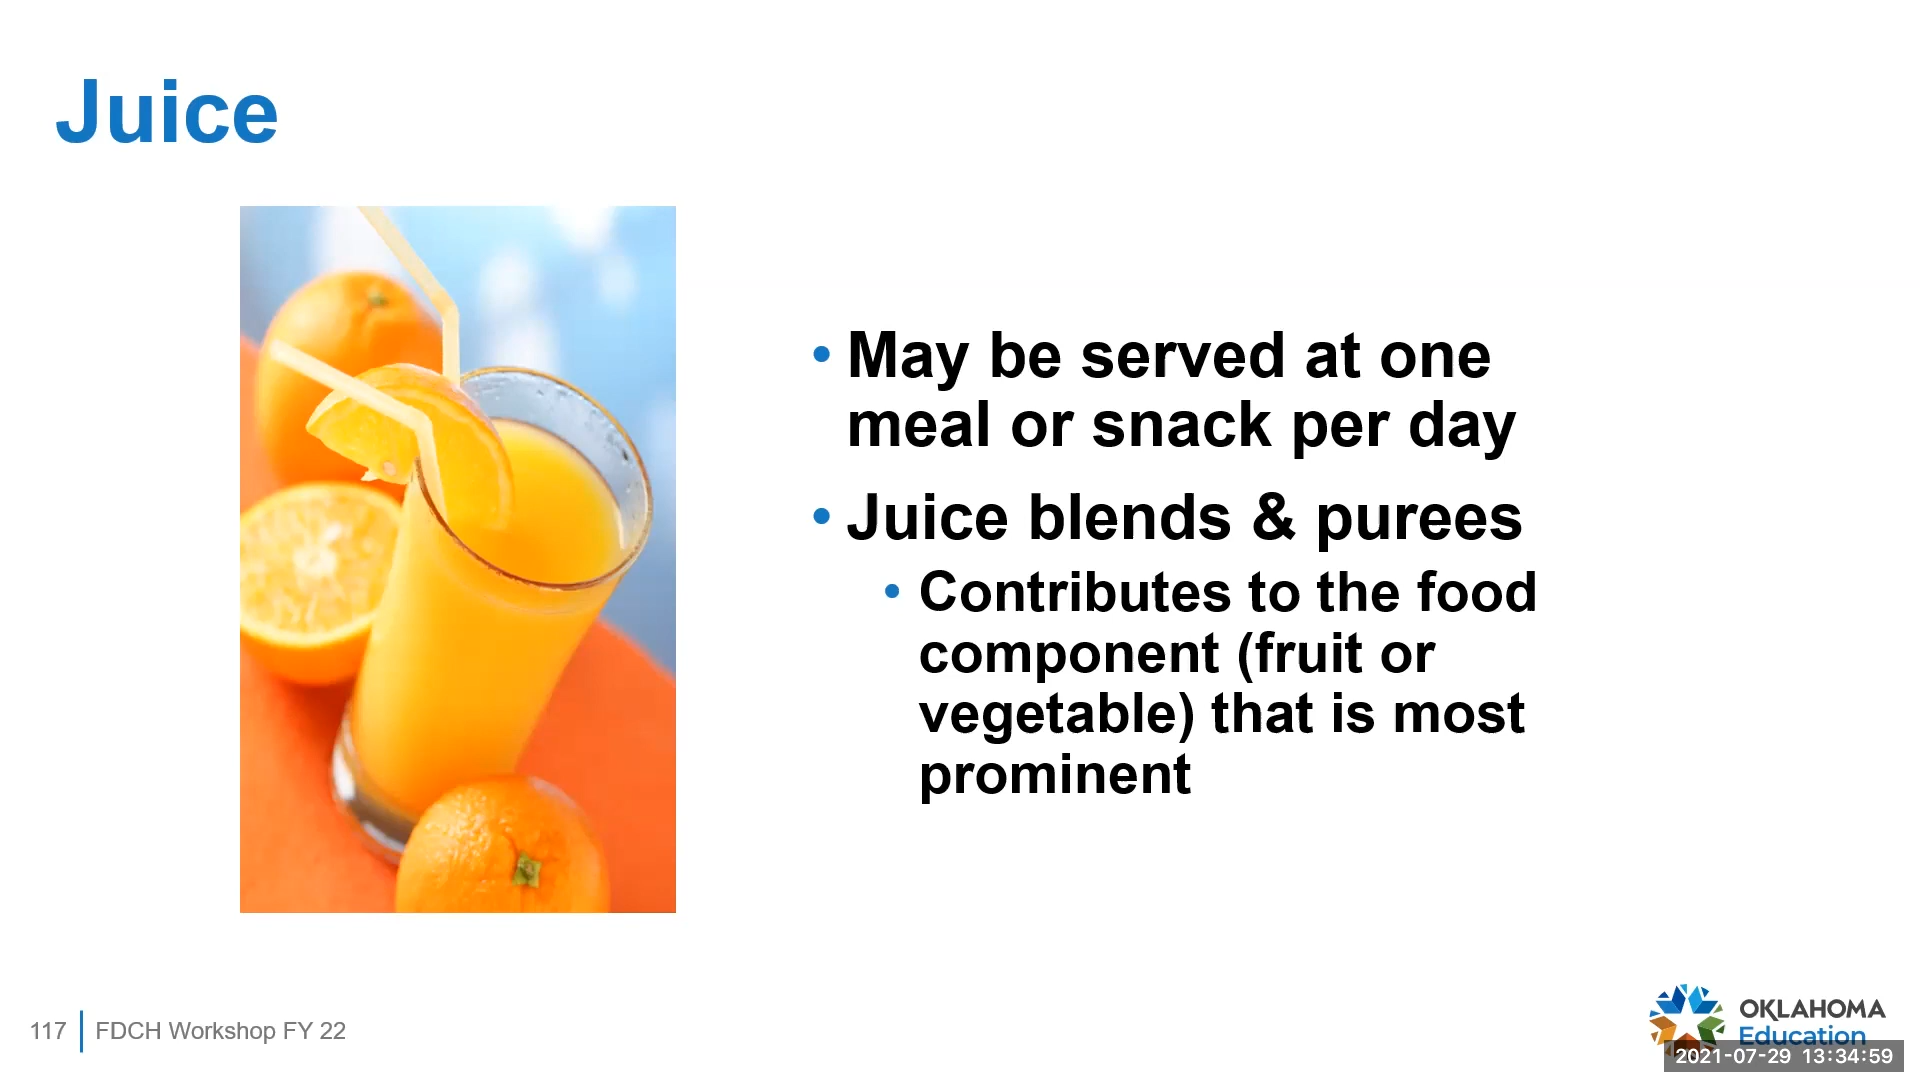 Juice
• May be served at one
meal or snack per day
• Juice blends & purees
• Contributes to the food
component (fruit or
vegetable) that is most
prominent
117
FDCH Workshop FY 22
OKLAHOMA
Education
2021-07-29 13:34:59